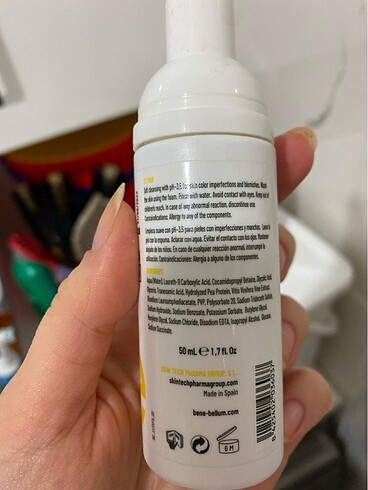 Soft cleansing with pH~3.5 for skin color imperfections and blemishes. Wash
the skin using the foam. Rinse with water. Avoid contact with eyes. Keep out of
children's reach. In case of any abnormal reaction, discontinue use.
Contraindications: Allergy to any of the components.
Limpieza suave con pH~3.5 para pieles con imperfecciones y manchas. Lavar la
piel con la espuma. Aclarar con agua. Evitar el contacto con los ojos. Mantener
alejado de los niños. En caso de cualquier reacción anormal, interrumpir la
utilización. Contraindicaciones: Alergia a alguno de los componentes.
INGREDIENTS
Aqua (Water), Laureth-11 Carboxylic Acid, Cocamidopropyl Betaine, Glycolic Acid,
Glycerin, Tranexamic Acid, Hydrolyzed Pea Protein, Vitis Vinifera Vine Extract,
Disodium Lauroamphodiacetate, PVP, Polysorbate 20, Sodium Trideceth Sulfate,
Sodium Hydroxide, Sodium Benzoate, Potassium Sorbate, Butylene Glycol,
Glycol, Sodium Chloride, Disodium EDTA, Isopropyl Alcohol, Glucose,
Sodium Succinate.
50 mL ℮ 1,7 fl. Oz
SKIN TECH PHARMA GROUP, S.L.
skintechpharmagroup.com
Made in Spain
bene-bellum.com
6 M
8 425402 036037